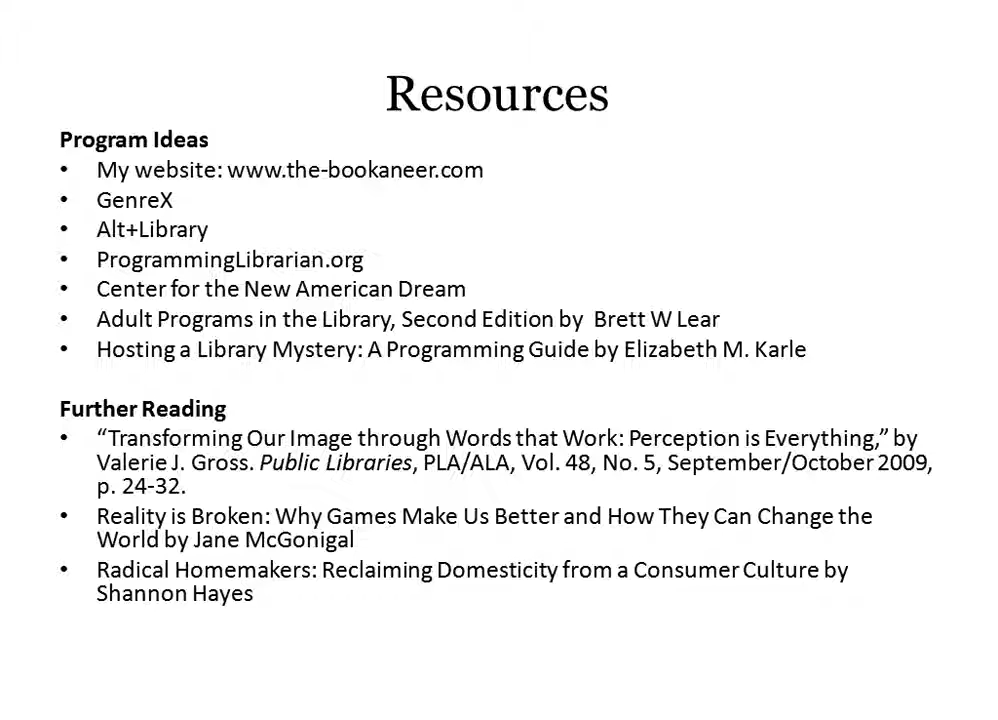 Resources
Program Ideas
• My website: www.the-bookaneer.com
• GenreX
• Alt+Library
• ProgrammingLibrarian.org
• Center for the New American Dream
• Adult Programs in the Library, Second Edition by  Brett W Lear
• Hosting a Library Mystery: A Programming Guide by Elizabeth M. Karle
Further Reading
• “Transforming Our Image through Words that Work: Perception is Everything,” by
Valerie J. Gross. Public Libraries, PLA/ALA, Vol. 48, No. 5, September/October 2009,
p. 24-32.
• Reality is Broken: Why Games Make Us Better and How They Can Change the
World by Jane McGonigal
• Radical Homemakers: Reclaiming Domesticity from a Consumer Culture by
Shannon Hayes